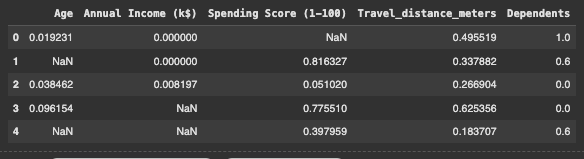 Age Annual Income (k$) Spending Score (1-100) Travel_distance_meters Dependents
0 0.019231 0.000000 NaN 0.495519 1.0
1 NaN 0.000000 0.816327 0.337882 0.6
2 0.038462 0.008197 0.051020 0.266904 0.0
3 0.096154 NaN 0.775510 0.625356 0.0
4 NaN NaN 0.397959 0.183707 0.6